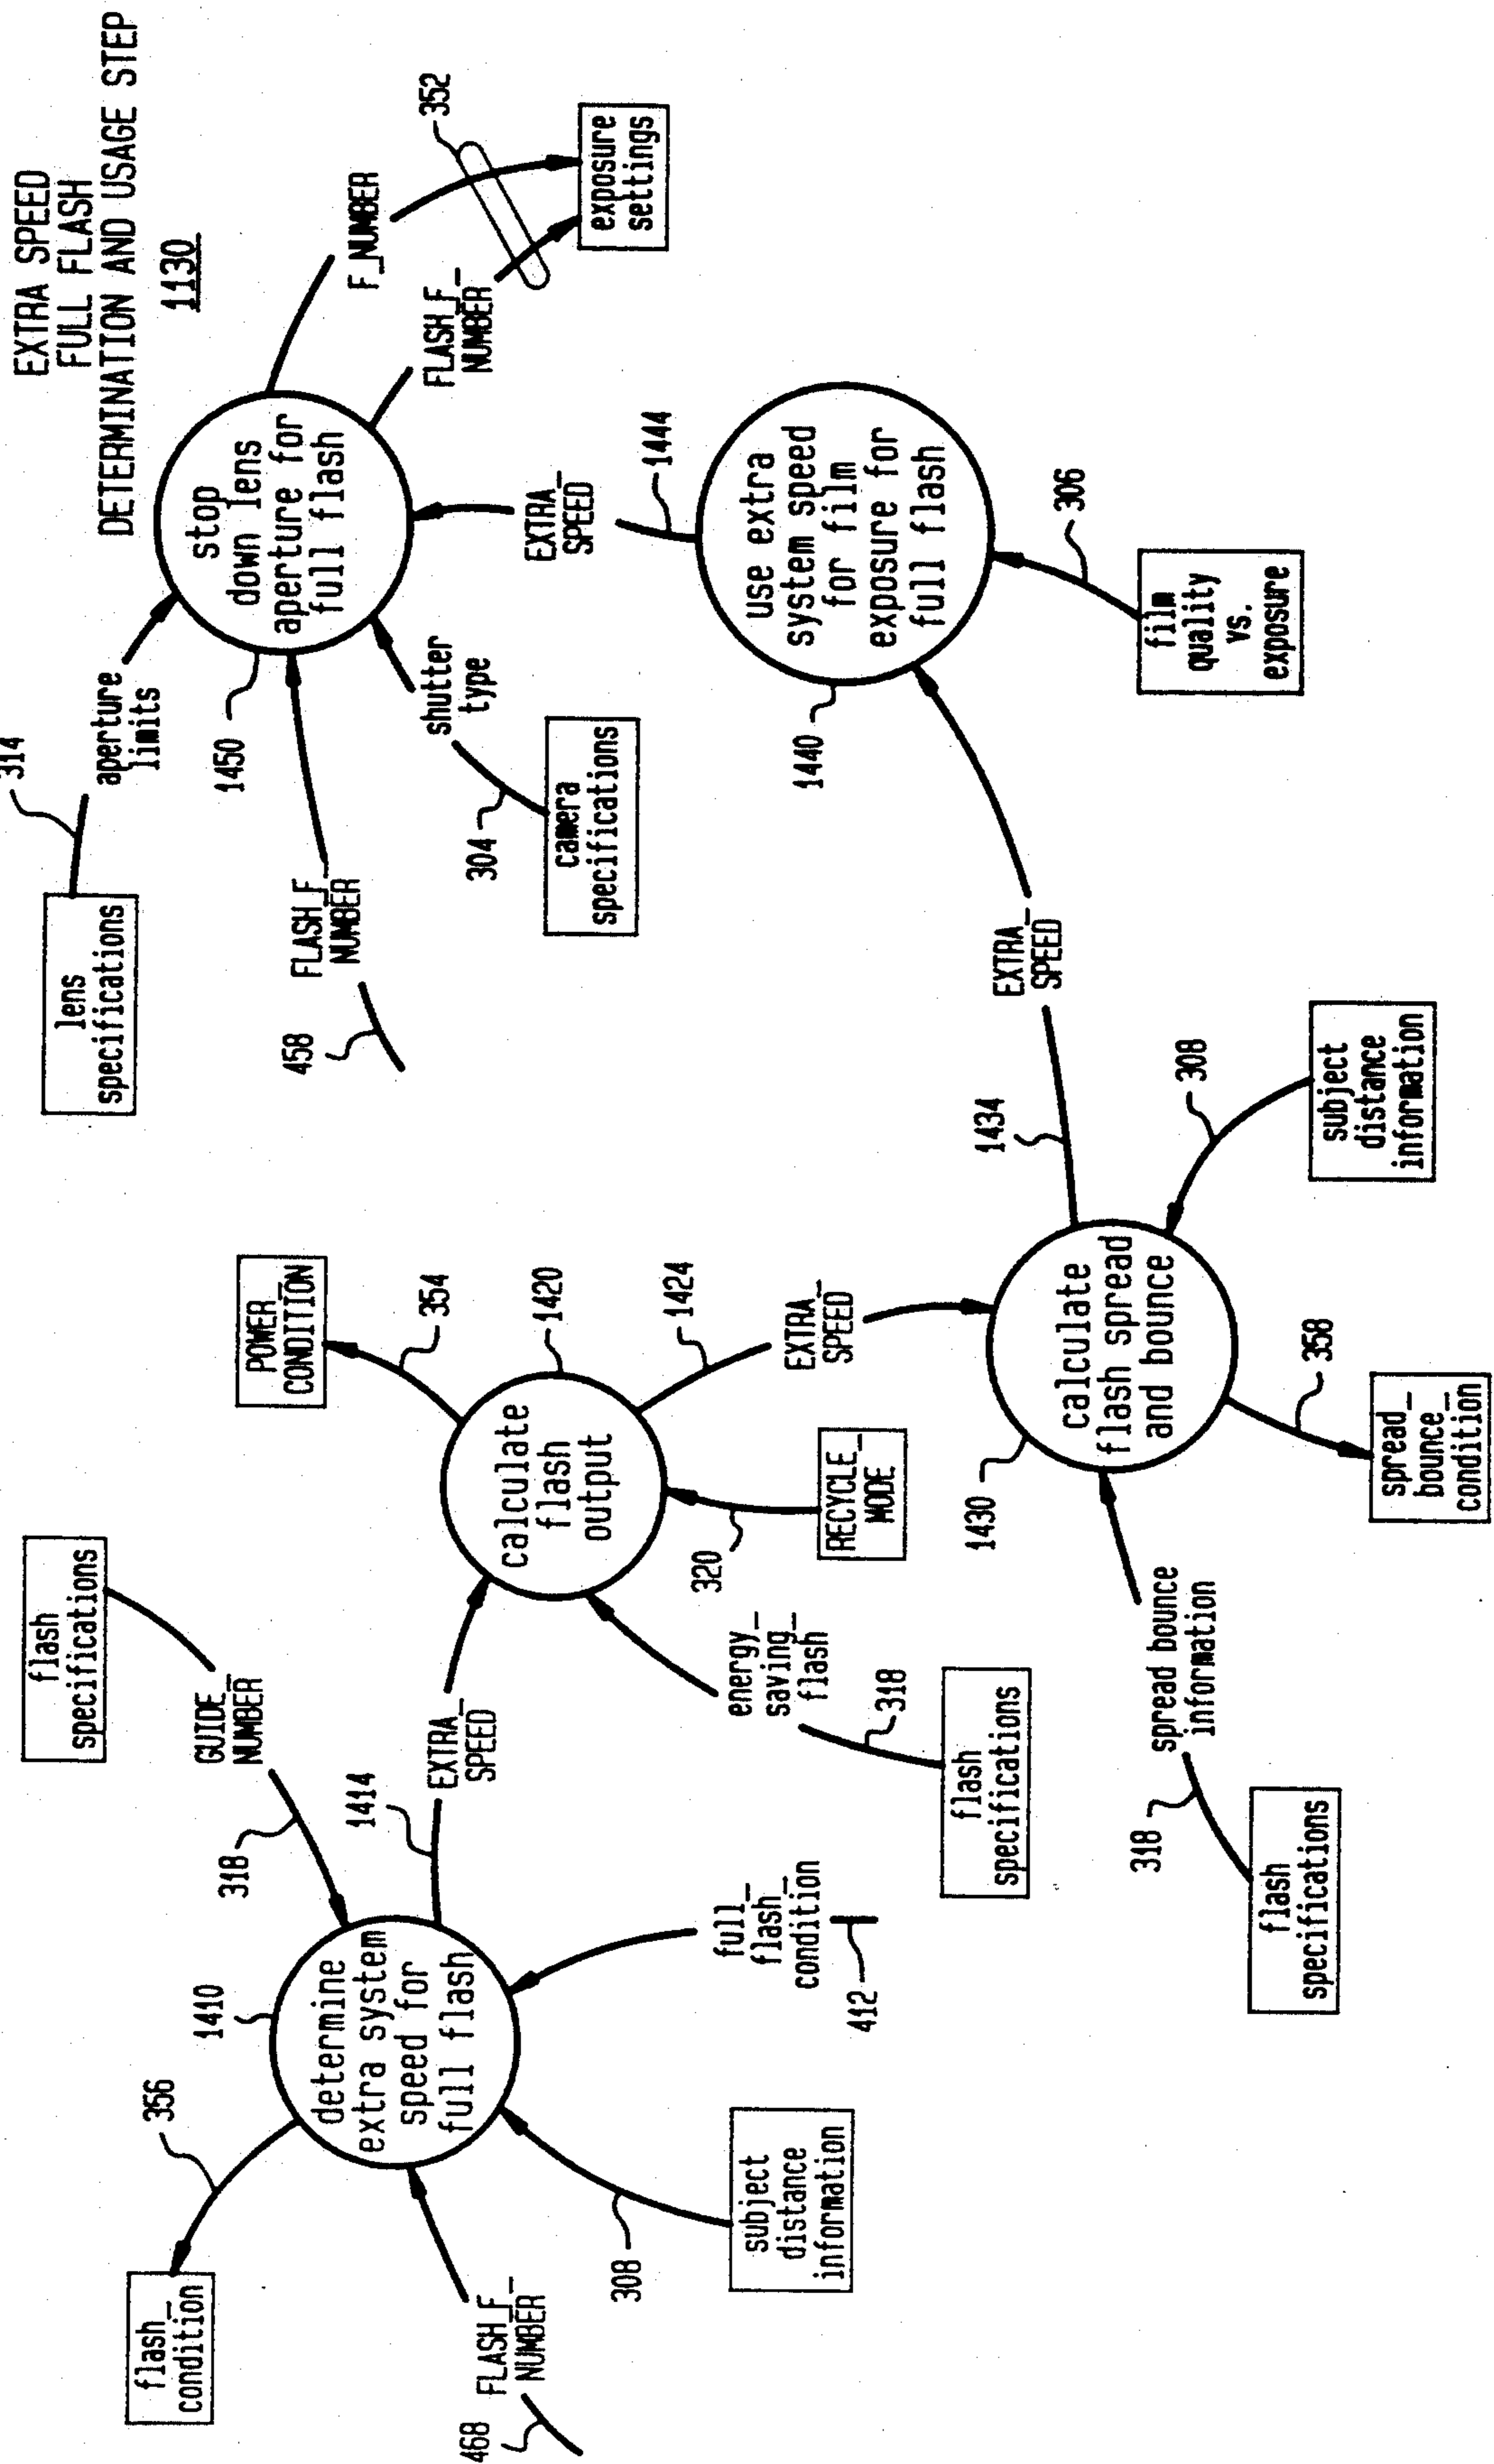 EXTRA SPEED
FULL FLASH
DETERMINATION AND USAGE STEP
1130
314
lens
specifications
aperture
limits
1450
stop
down lens
aperture for
full flash
F_NUMBER
352
FLASH_F_
NUMBER
exposure
settings
458
FLASH_F_
NUMBER
shutter
type
304
camera
specifications
EXTRA_
SPEED
1444
1440
use extra
system speed
for film
exposure for
full flash
306
film
quality
vs.
exposure
flash
specifications
GUIDE_
NUMBER
318
356
flash_
condition
1410
determine
extra system
speed for
full flash
1414
EXTRA_
SPEED
468
FLASH_F_
NUMBER
308
subject
distance
information
full_
flash_
condition
412
POWER_
CONDITION
354
1420
calculate
flash
output
1424
EXTRA_
SPEED
320
RECYCLE_
MODE
energy_
saving_
flash
318
flash
specifications
1430
calculate
flash spread
and bounce
1434
EXTRA_
SPEED
308
subject
distance
information
358
spread_
bounce_
condition
spread bounce
information
318
flash
specifications